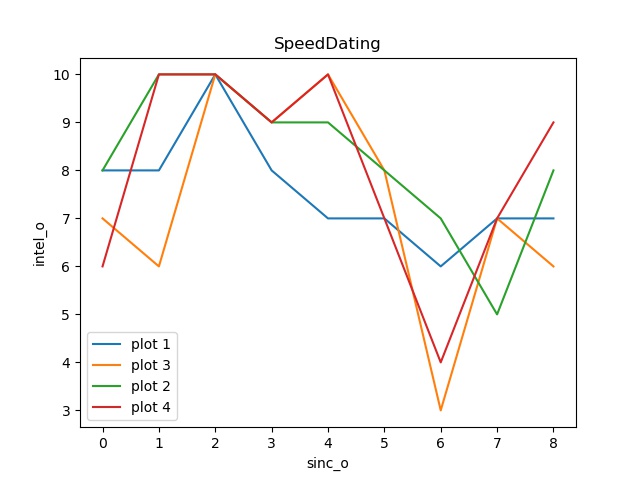 SpeedDating
intel_o
10
9
8
7
6
5
4
3
plot 1
plot 3
plot 2
plot 4
0 1 2 3 4 5 6 7 8
sinc_o